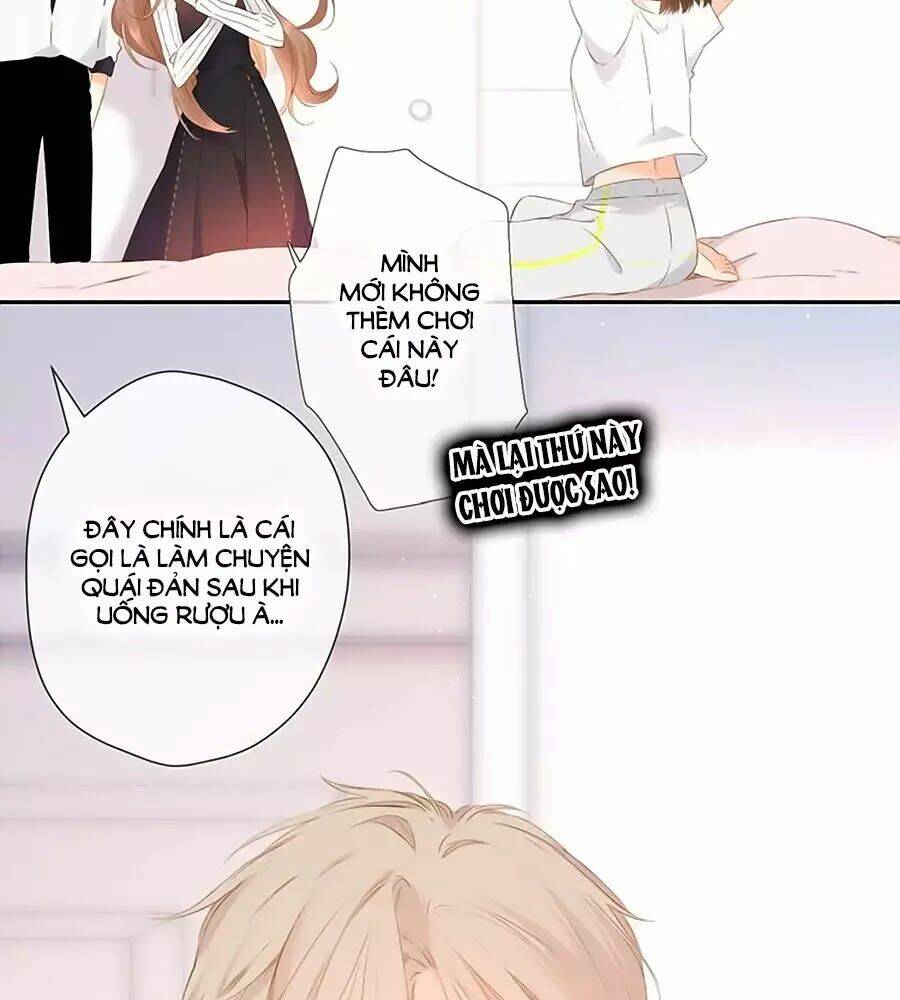 MÌNH
MỚI KHÔNG
THÈM CHƠI
CÁI NÀY
ĐÂU!
MÀ LẠI THỨ NÀY
CHƠI ĐƯỢC SAO!
ĐÂY CHÍNH LÀ CÁI
GỌI LÀ LÀM CHUYỆN
QUÁI ĐẢN SAU KHI
UỐNG RƯỢU À...